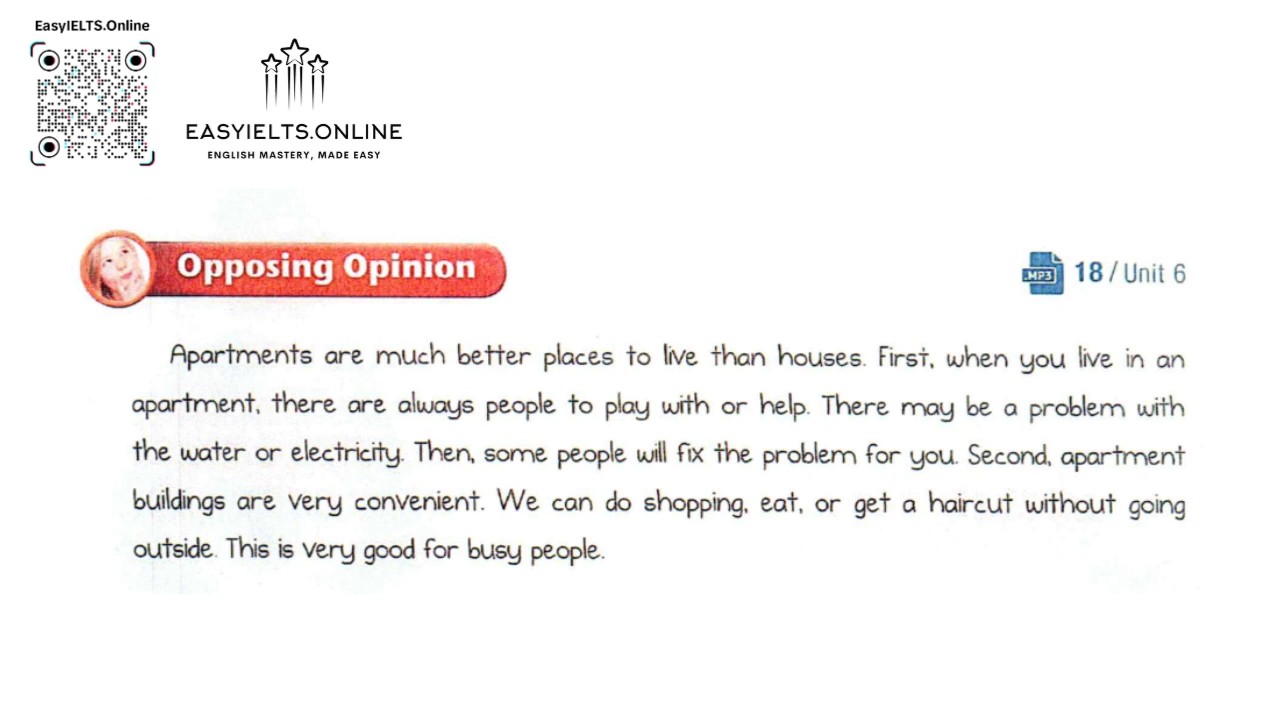 EasyIELTS.Online
EASYIELTS.ONLINE
ENGLISH MASTERY, MADE EASY
Opposing Opinion
.MP3 18 / Unit 6
Apartments are much better places to live than houses. First, when you live in an
apartment, there are always people to play with or help. There may be a problem with
the water or electricity. Then, some people will fix the problem for you. Second, apartment
buildings are very convenient. We can do shopping, eat, or get a haircut without going
outside. This is very good for busy people.